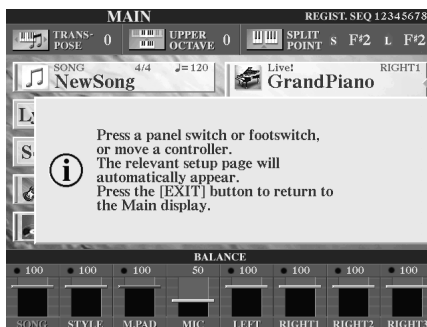 MAIN
REGIST. SEQ 12345678
TRANS-
POSE 0
UPPER
OCTAVE 0
SPLIT
POINT S F♯2 L F♯2
SONG 4/4 ♩=120
NewSong
Live! RIGHT1
GrandPiano
Press a panel switch or footswitch,
or move a controller.
The relevant setup page will
automatically appear.
Press the [EXIT] button to return to
the Main display.
BALANCE
100 100 100 50 100 100 100 100
SONG STYLE M.PAD MIC LEFT RIGHT1 RIGHT2 RIGHT3